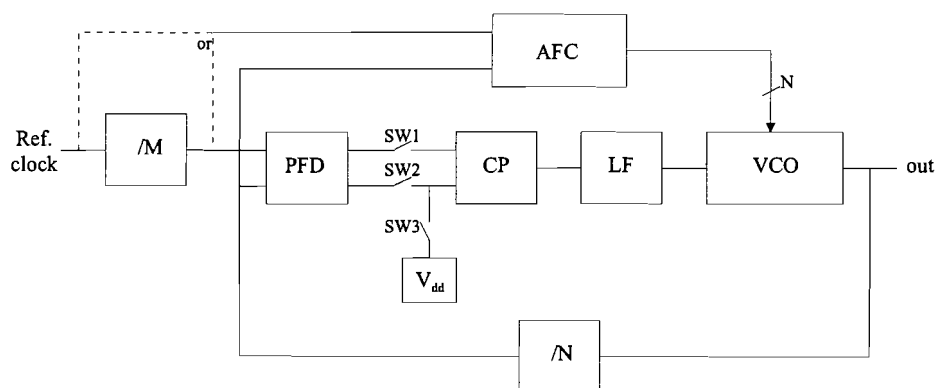 or
AFC
N
Ref.
clock
/M
SW1
PFD
SW2
CP
LF
VCO
out
SW3
Vdd
/N